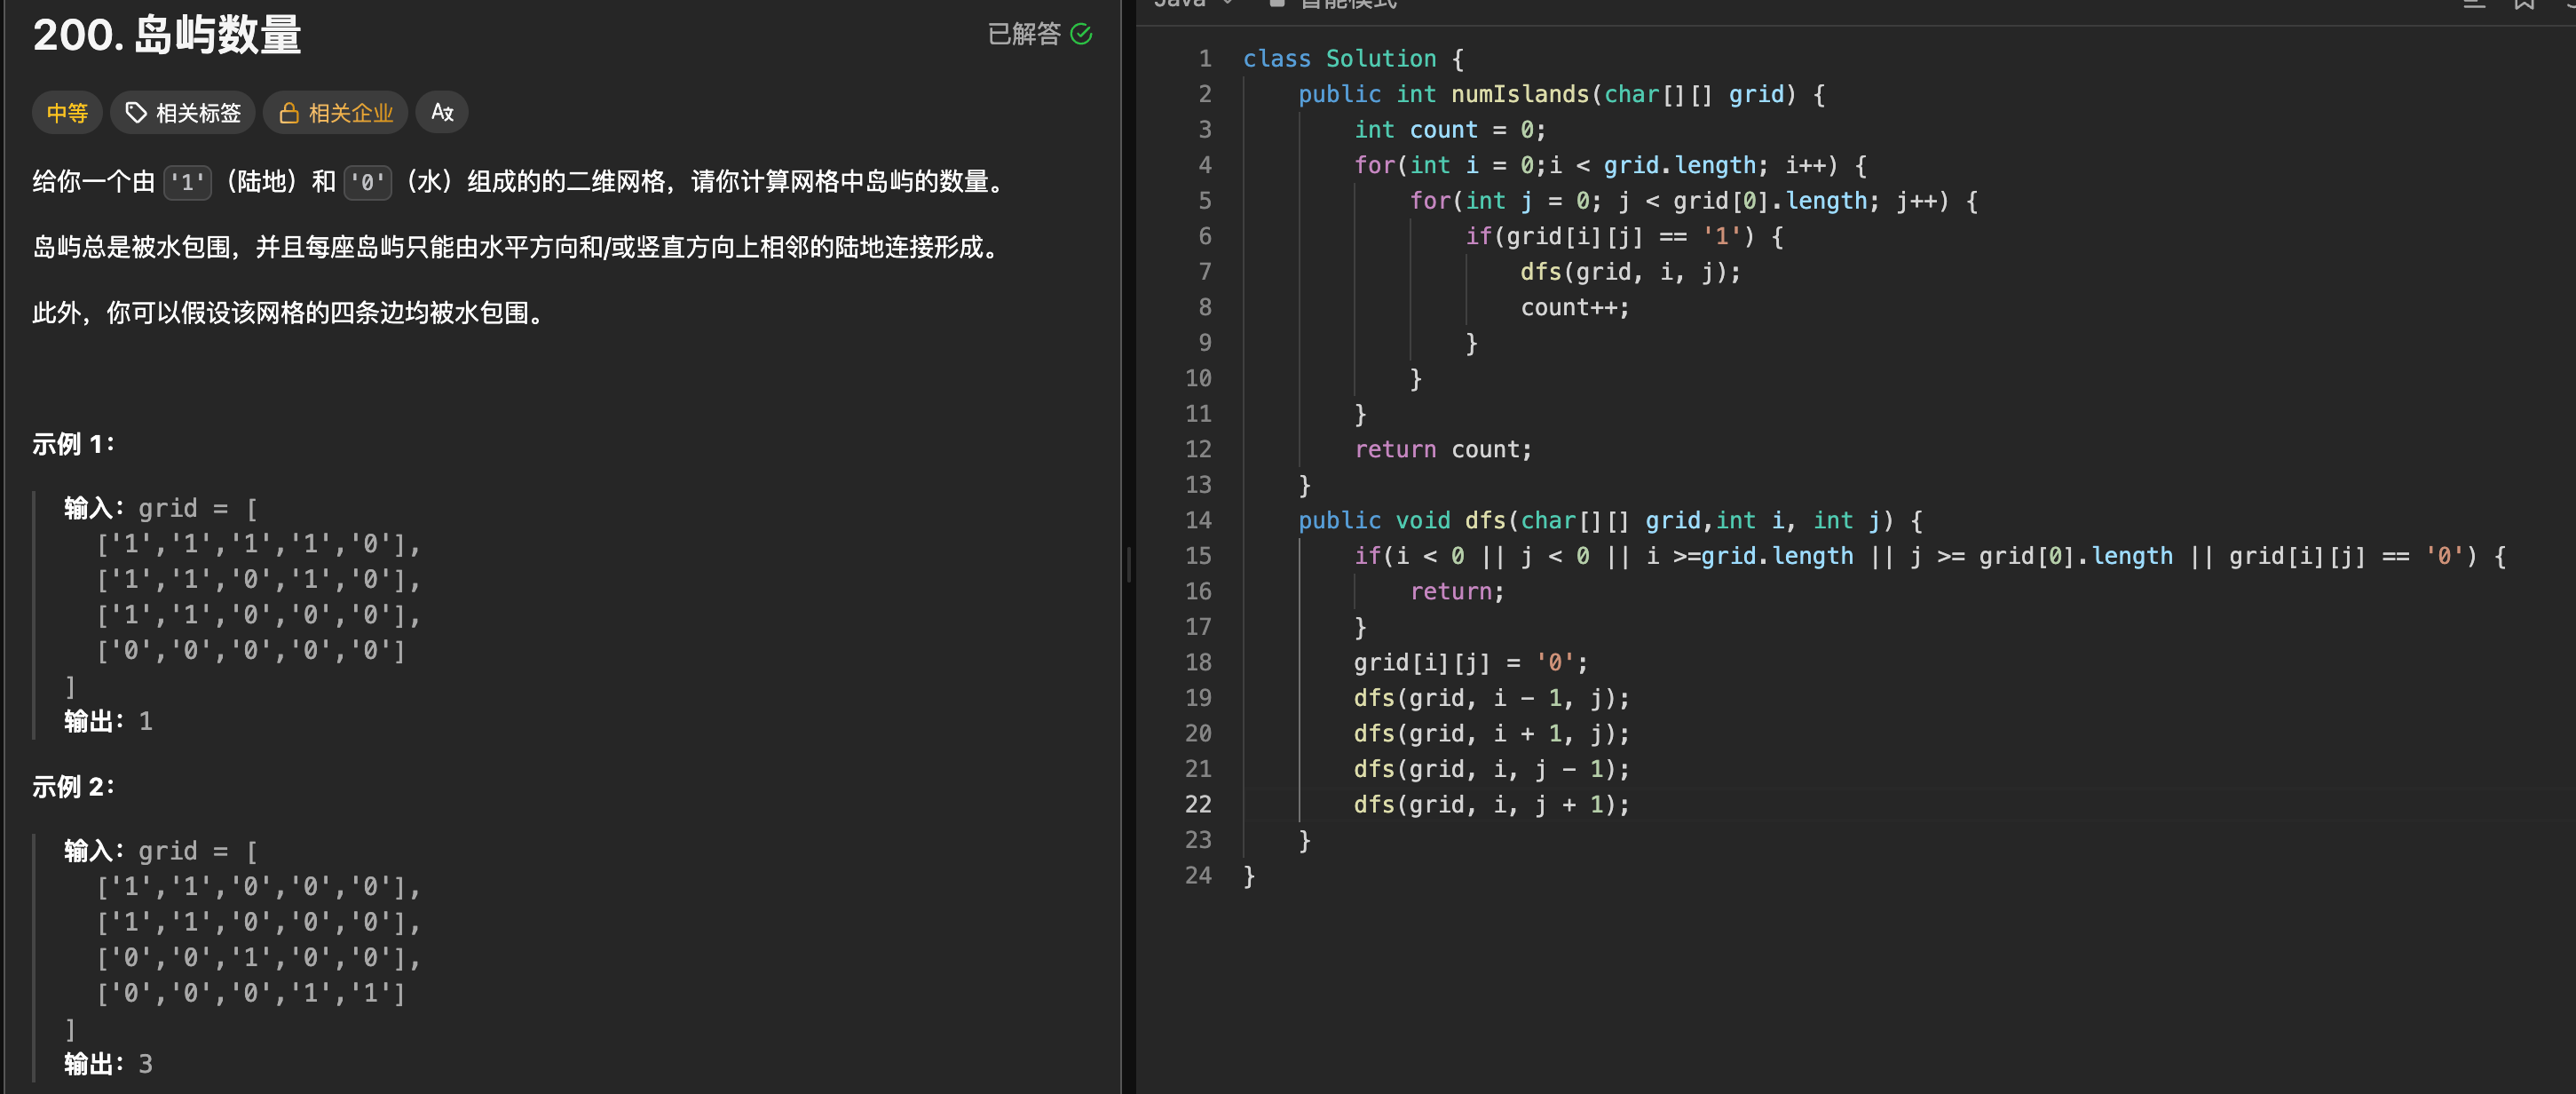 200. 岛屿数量
已解答
中等
相关标签
相关企业
给你一个由 '1'（陆地）和 '0'（水）组成的的二维网格，请你计算网格中岛屿的数量。
岛屿总是被水包围，并且每座岛屿只能由水平方向和/或竖直方向上相邻的陆地连接形成。
此外，你可以假设该网格的四条边均被水包围。
示例 1：
输入：grid = [
['1','1','1','1','0'],
['1','1','0','1','0'],
['1','1','0','0','0'],
['0','0','0','0','0']
]
输出：1
示例 2：
输入：grid = [
['1','1','0','0','0'],
['1','1','0','0','0'],
['0','0','1','0','0'],
['0','0','0','1','1']
]
输出：3
Java 智能模式
1 class Solution {
2 public int numIslands(char[][] grid) {
3 int count = 0;
4 for(int i = 0;i < grid.length; i++) {
5 for(int j = 0; j < grid[0].length; j++) {
6 if(grid[i][j] == '1') {
7 dfs(grid, i, j);
8 count++;
9 }
10 }
11 }
12 return count;
13 }
14 public void dfs(char[][] grid,int i, int j) {
15 if(i < 0 || j < 0 || i >=grid.length || j >= grid[0].length || grid[i][j] == '0') {
16 return;
17 }
18 grid[i][j] = '0';
19 dfs(grid, i - 1, j);
20 dfs(grid, i + 1, j);
21 dfs(grid, i, j - 1);
22 dfs(grid, i, j + 1);
23 }
24 }